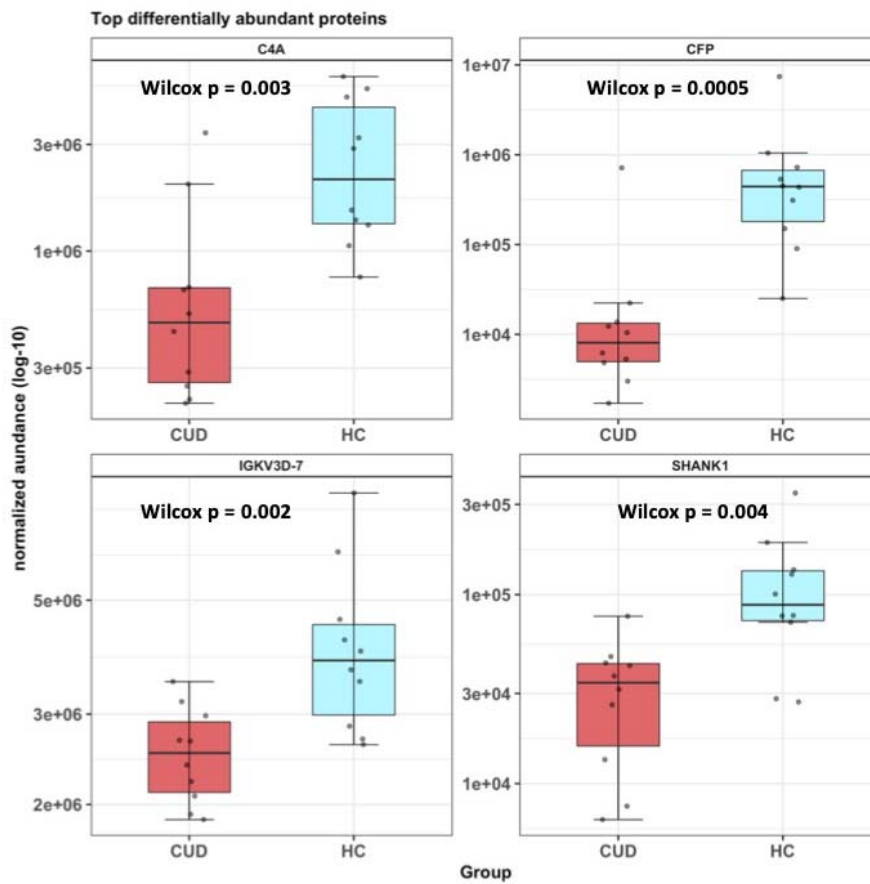 Top differentially abundant proteins
C4A
CFP
Wilcox p = 0.003
Wilcox p = 0.0005
3e+06
1e+06
3e+05
1e+07
1e+06
1e+05
1e+04
CUD HC
CUD HC
normalized aundance (log-10)
IGKV3D-7
SHANK1
Wilcox p = 0.002
Wilcox p = 0.004
5e+06
3e+06
2e+06
3e+05
1e+05
3e+04
1e+04
CUD HC
CUD HC
Group